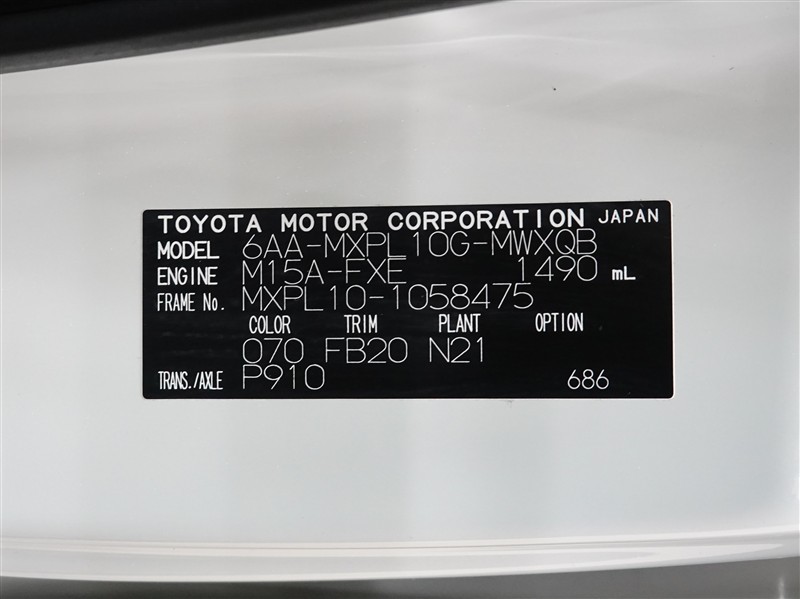 TOYOTA MOTOR CORPORATION JAPAN
MODEL 6AA-MXPL10G-MWXQB
ENGINE M15A-FXE 1490 mL
FRAME No. MXPL10-1058475
COLOR TRIM PLANT OPTION
070 FB20 N21
TRANS./AXLE P910 686